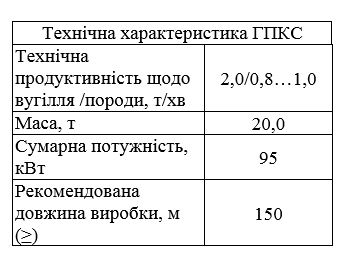 Технічна характеристика ГПКС
Технічна
продуктивність щодо
вугілля /породи, т/хв
2,0/0,8…1,0
Маса, т
20,0
Сумарна потужність,
кВт
95
Рекомендована
довжина виробки, м
(≥)
150